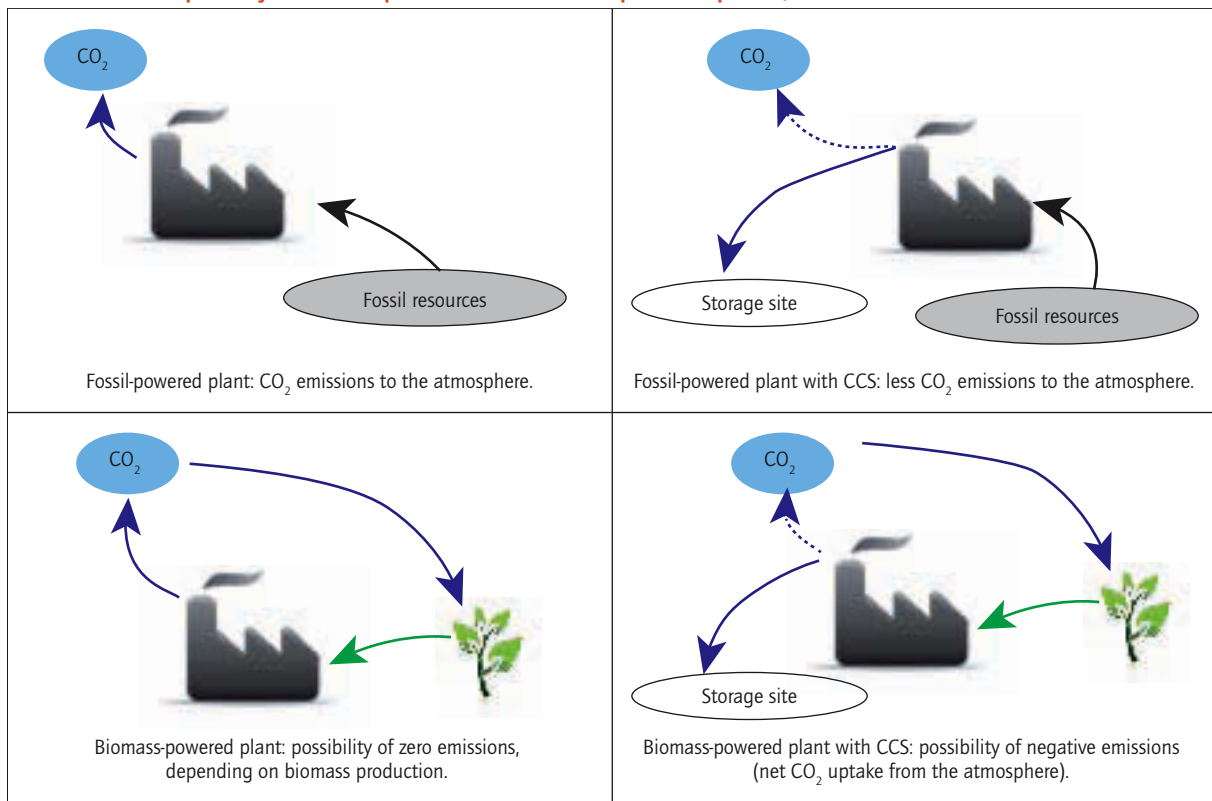 CO₂
Fossil resources
Fossil-powered plant: CO₂ emissions to the atmosphere.
CO₂
Storage site
Fossil resources
Fossil-powered plant with CCS: less CO₂ emissions to the atmosphere.
CO₂
Biomass-powered plant: possibility of zero emissions,
depending on biomass production.
CO₂
Storage site
Biomass-powered plant with CCS: possibility of negative emissions
(net CO₂ uptake from the atmosphere).